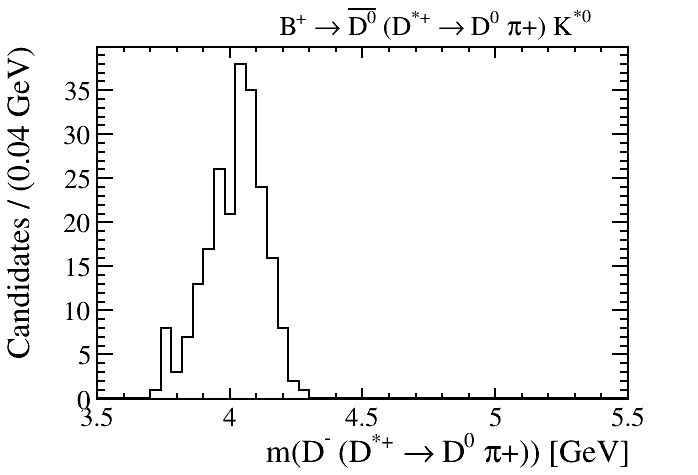 B⁺ → D̅⁰ (D*⁺ → D⁰ π+) K*⁰
Candidates / (0.04 GeV)
35
30
25
20
15
10
5
0
3.5 4 4.5 5 5.5
m(D⁻ (D*⁺ → D⁰ π+)) [GeV]